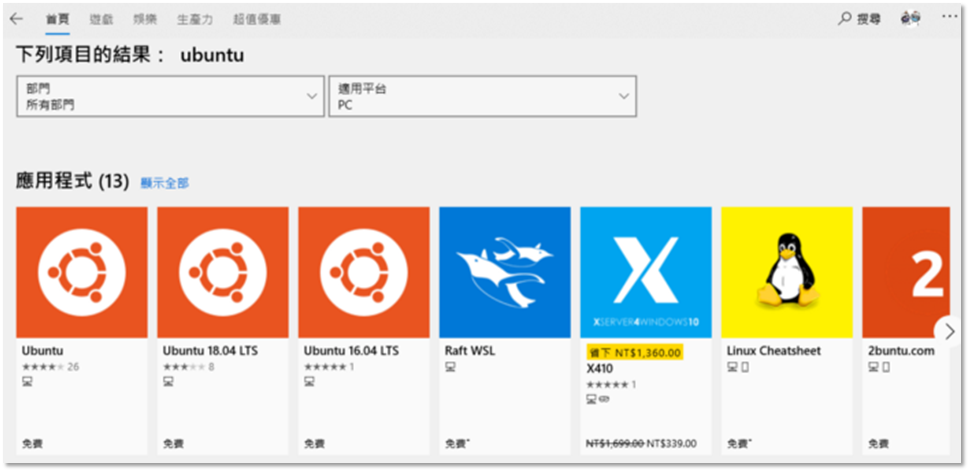 首頁 遊戲 娛樂 生產力 超值優惠 搜尋
下列項目的結果： ubuntu
部門
所有部門
適用平台
PC
應用程式 (13) 顯示全部
XSERVER4WINDOWS10
2
Ubuntu
26
免費
Ubuntu 18.04 LTS
8
免費
Ubuntu 16.04 LTS
1
免費
Raft WSL
免費*
省下 NT$1,360.00
X410
1
NT$1,699.00 NT$339.00
Linux Cheatsheet
免費*
2buntu.com
免費